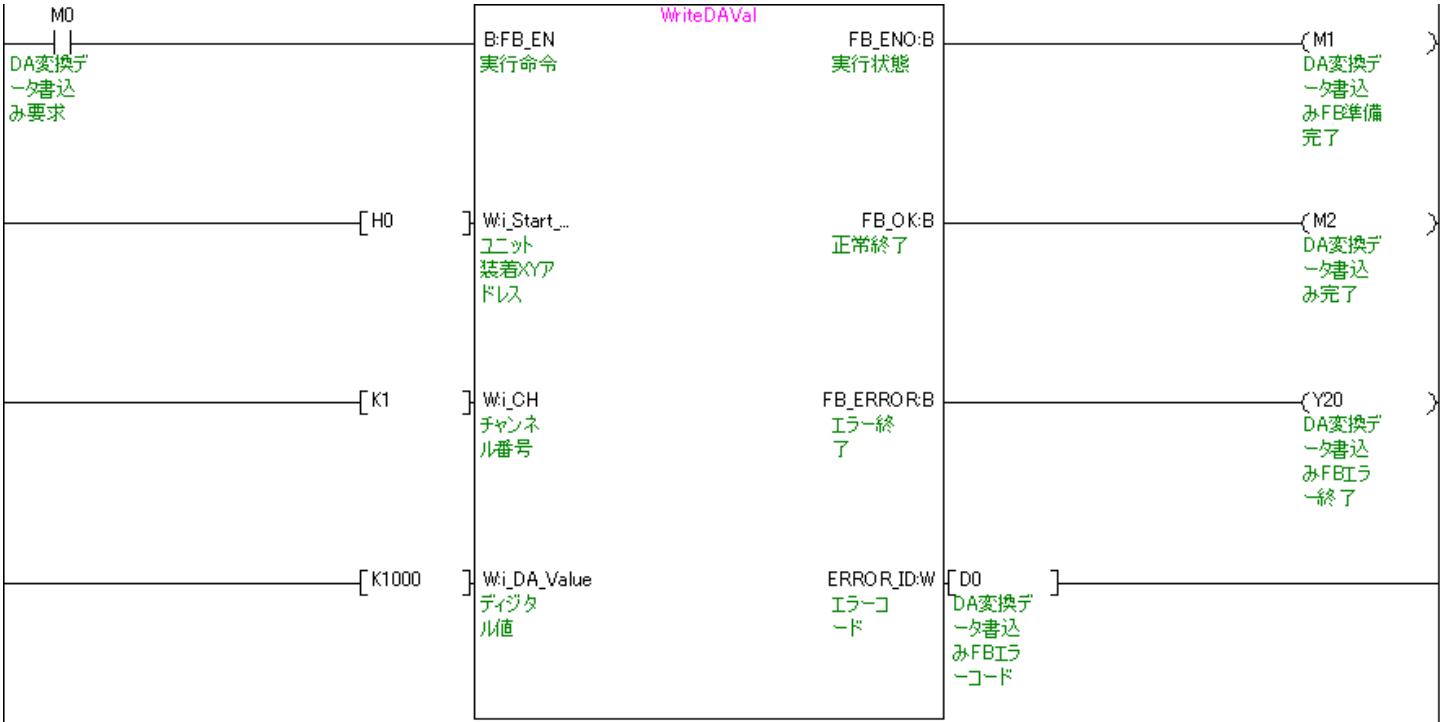 M0
DA変換デ
ータ書込
み要求
WriteDAVal
B:FB_EN
実行命令
FB_ENO:B
実行状態
M1
DA変換デ
ータ書込
みFB準備
完了
H0
W:i_Start_...
ユニット
装着XYア
ドレス
FB_OK:B
正常終了
M2
DA変換デ
ータ書込
み完了
K1
W:i_CH
チャンネ
ル番号
FB_ERROR:B
エラー終
了
Y20
DA変換デ
ータ書込
みFBエラ
ー終了
K1000
W:i_DA_Value
ディジタ
ル値
ERROR_ID:W
エラーコ
ード
D0
DA変換デ
ータ書込
みFBエラ
ーコード